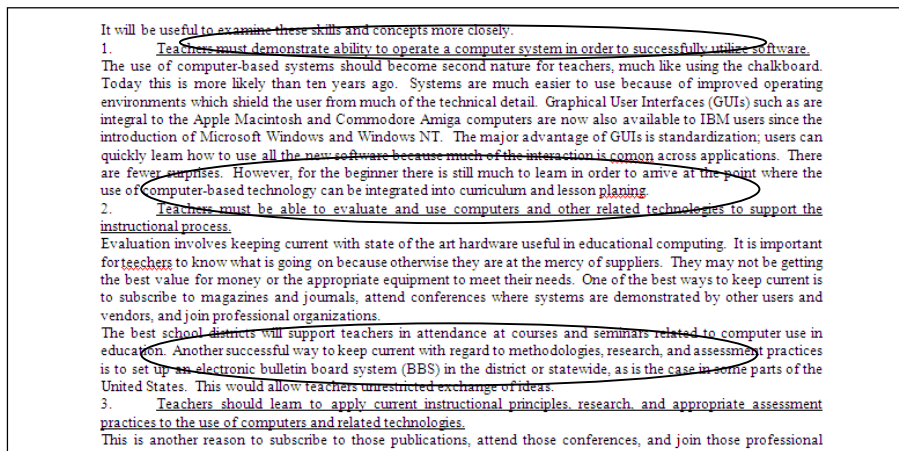 It will be useful to examine these skills and concepts more closely.
1. Teachers must demonstrate ability to operate a computer system in order to successfully utilize software.
The use of computer-based systems should become second nature for teachers, much like using the chalkboard.
Today this is more likely than ten years ago. Systems are much easier to use because of improved operating
environments which shield the user from much of the technical detail. Graphical User Interfaces (GUIs) such as are
integral to the Apple Macintosh and Commodore Amiga computers are now also available to IBM users since the
introduction of Microsoft Windows and Windows NT. The major advantage of GUIs is standardization; users can
quickly learn how to use all the new software because much of the interaction is comon across applications. There
are fewer surprises. However, for the beginner there is still much to learn in order to arrive at the point where the
use of computer-based technology can be integrated into curriculum and lesson planing.
2. Teachers must be able to evaluate and use computers and other related technologies to support the
instructional process.
Evaluation involves keeping current with state of the art hardware useful in educational computing. It is important
for teechers to know what is going on because otherwise they are at the mercy of suppliers. They may not be getting
the best value for money or the appropriate equipment to meet their needs. One of the best ways to keep current is
to subscribe to magazines and journals, attend conferences where systems are demonstrated by other users and
vendors, and join professional organizations.
The best school districts will support teachers in attendance at courses and seminars related to computer use in
education. Another successful way to keep current with regard to methodologies, research, and assessment practices
is to set up an electronic bulletin board system (BBS) in the district or statewide, as is the case in some parts of the
United States. This would allow teachers unrestricted exchange of ideas.
3. Teachers should learn to apply current instructional principles, research, and appropriate assessment
practices to the use of computers and related technologies.
This is another reason to subscribe to those publications, attend those conferences, and join those professional